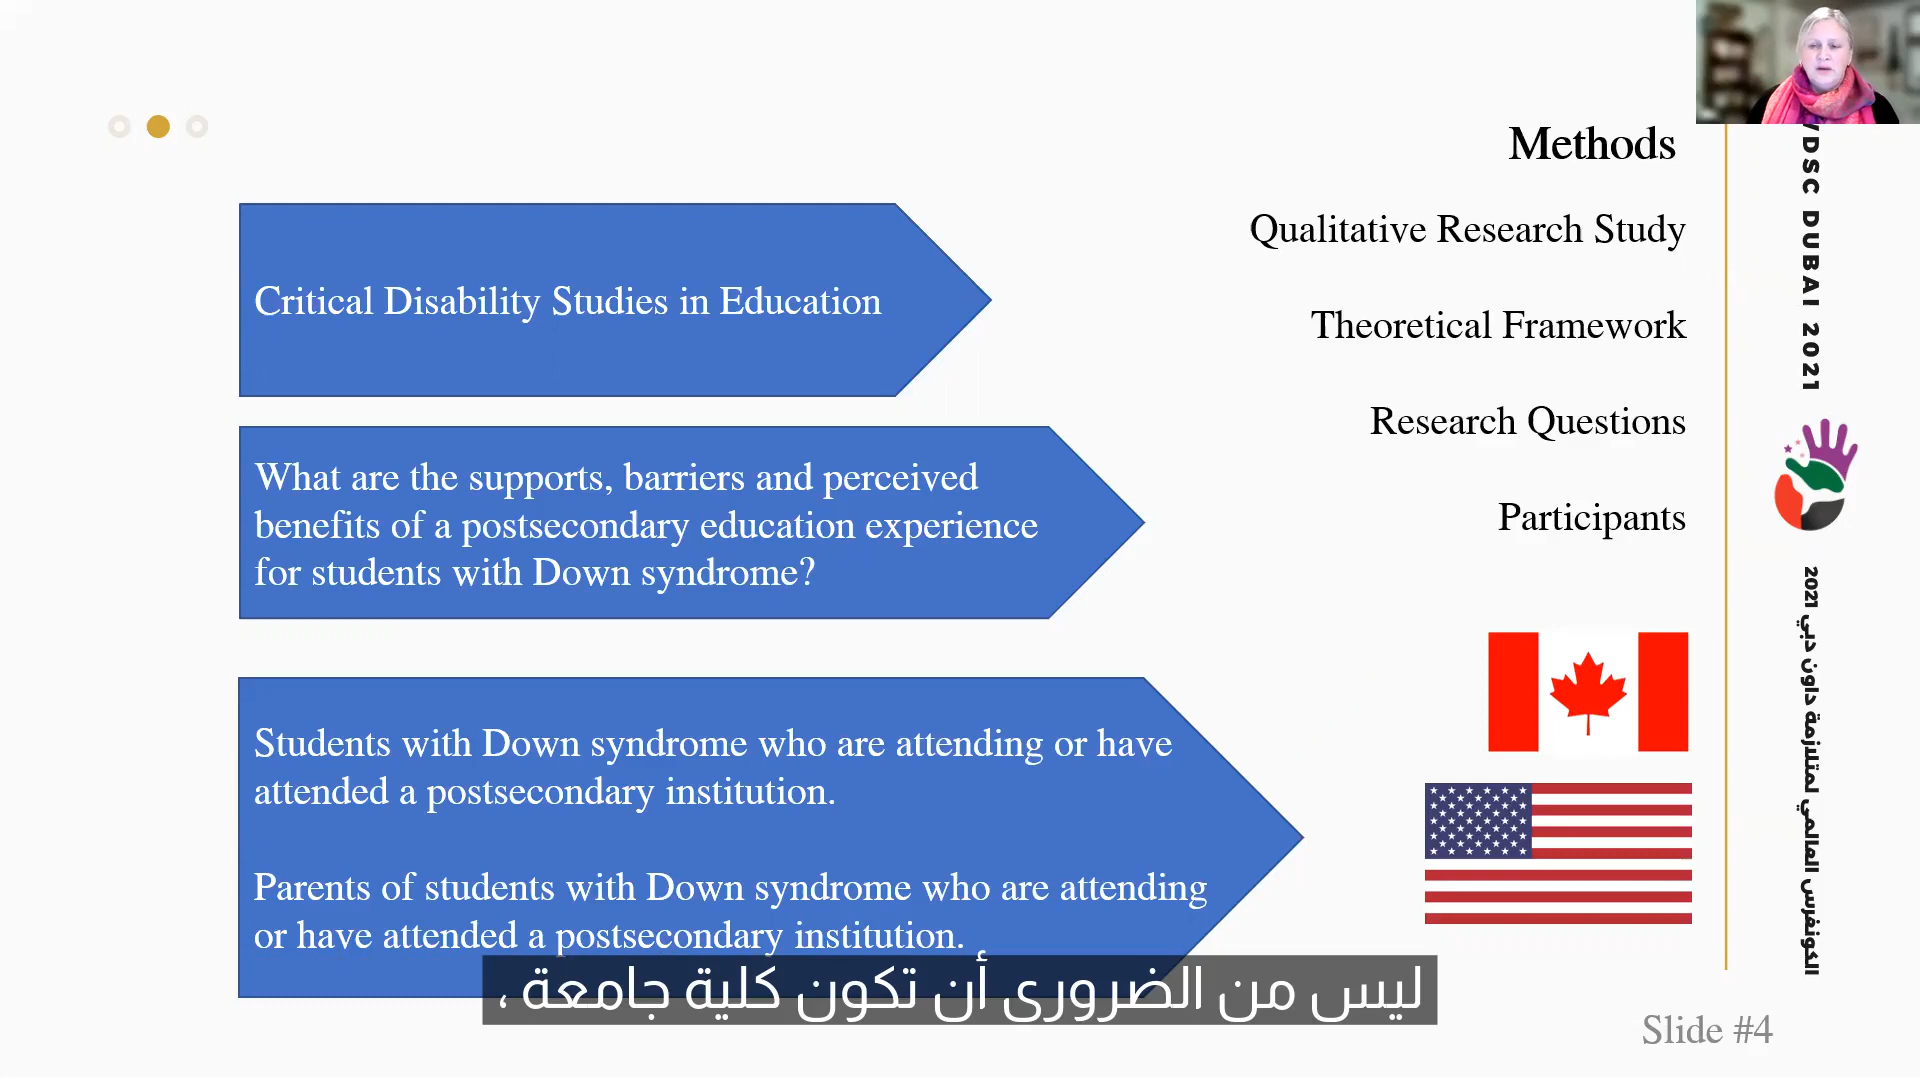 Methods
Qualitative Research Study
Theoretical Framework
Research Questions
Participants
Critical Disability Studies in Education
What are the supports, barriers and perceived
benefits of a postsecondary education experience
for students with Down syndrome?
Students with Down syndrome who are attending or have
attended a postsecondary institution.
Parents of students with Down syndrome who are attending
or have attended a postsecondary institution.
ليس من الضروري أن تكون كلية جامعة ،
Slide #4
DSC DUBAI 2021
الكونغرس العالمي لمتلازمة داون دبي 2021